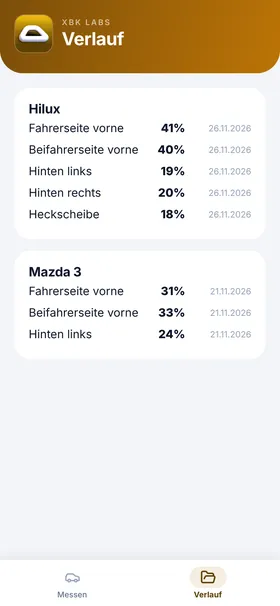 XBK LABS
Verlauf
Hilux
Fahrerseite vorne 41% 26.11.2026
Beifahrerseite vorne 40% 26.11.2026
Hinten links 19% 26.11.2026
Hinten rechts 20% 26.11.2026
Heckscheibe 18% 26.11.2026
Mazda 3
Fahrerseite vorne 31% 21.11.2026
Beifahrerseite vorne 33% 21.11.2026
Hinten links 24% 21.11.2026
Messen Verlauf